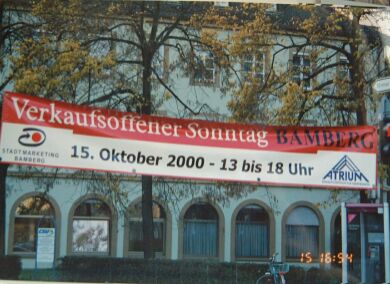 Verkaufsoffener Sonntag BAMBERG
STADTMARKETING
BAMBERG
15. Oktober 2000 - 13 bis 18 Uhr
ATRIUM
15 16:54